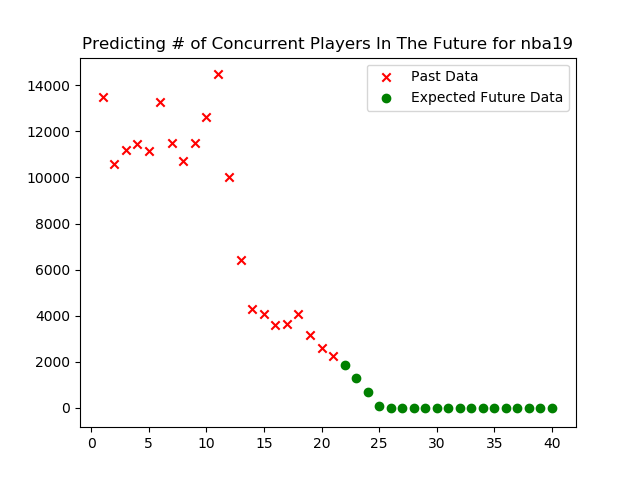 Predicting # of Concurrent Players In The Future for nba19
Past Data
Expected Future Data
14000
12000
10000
8000
6000
4000
2000
0
0 5 10 15 20 25 30 35 40